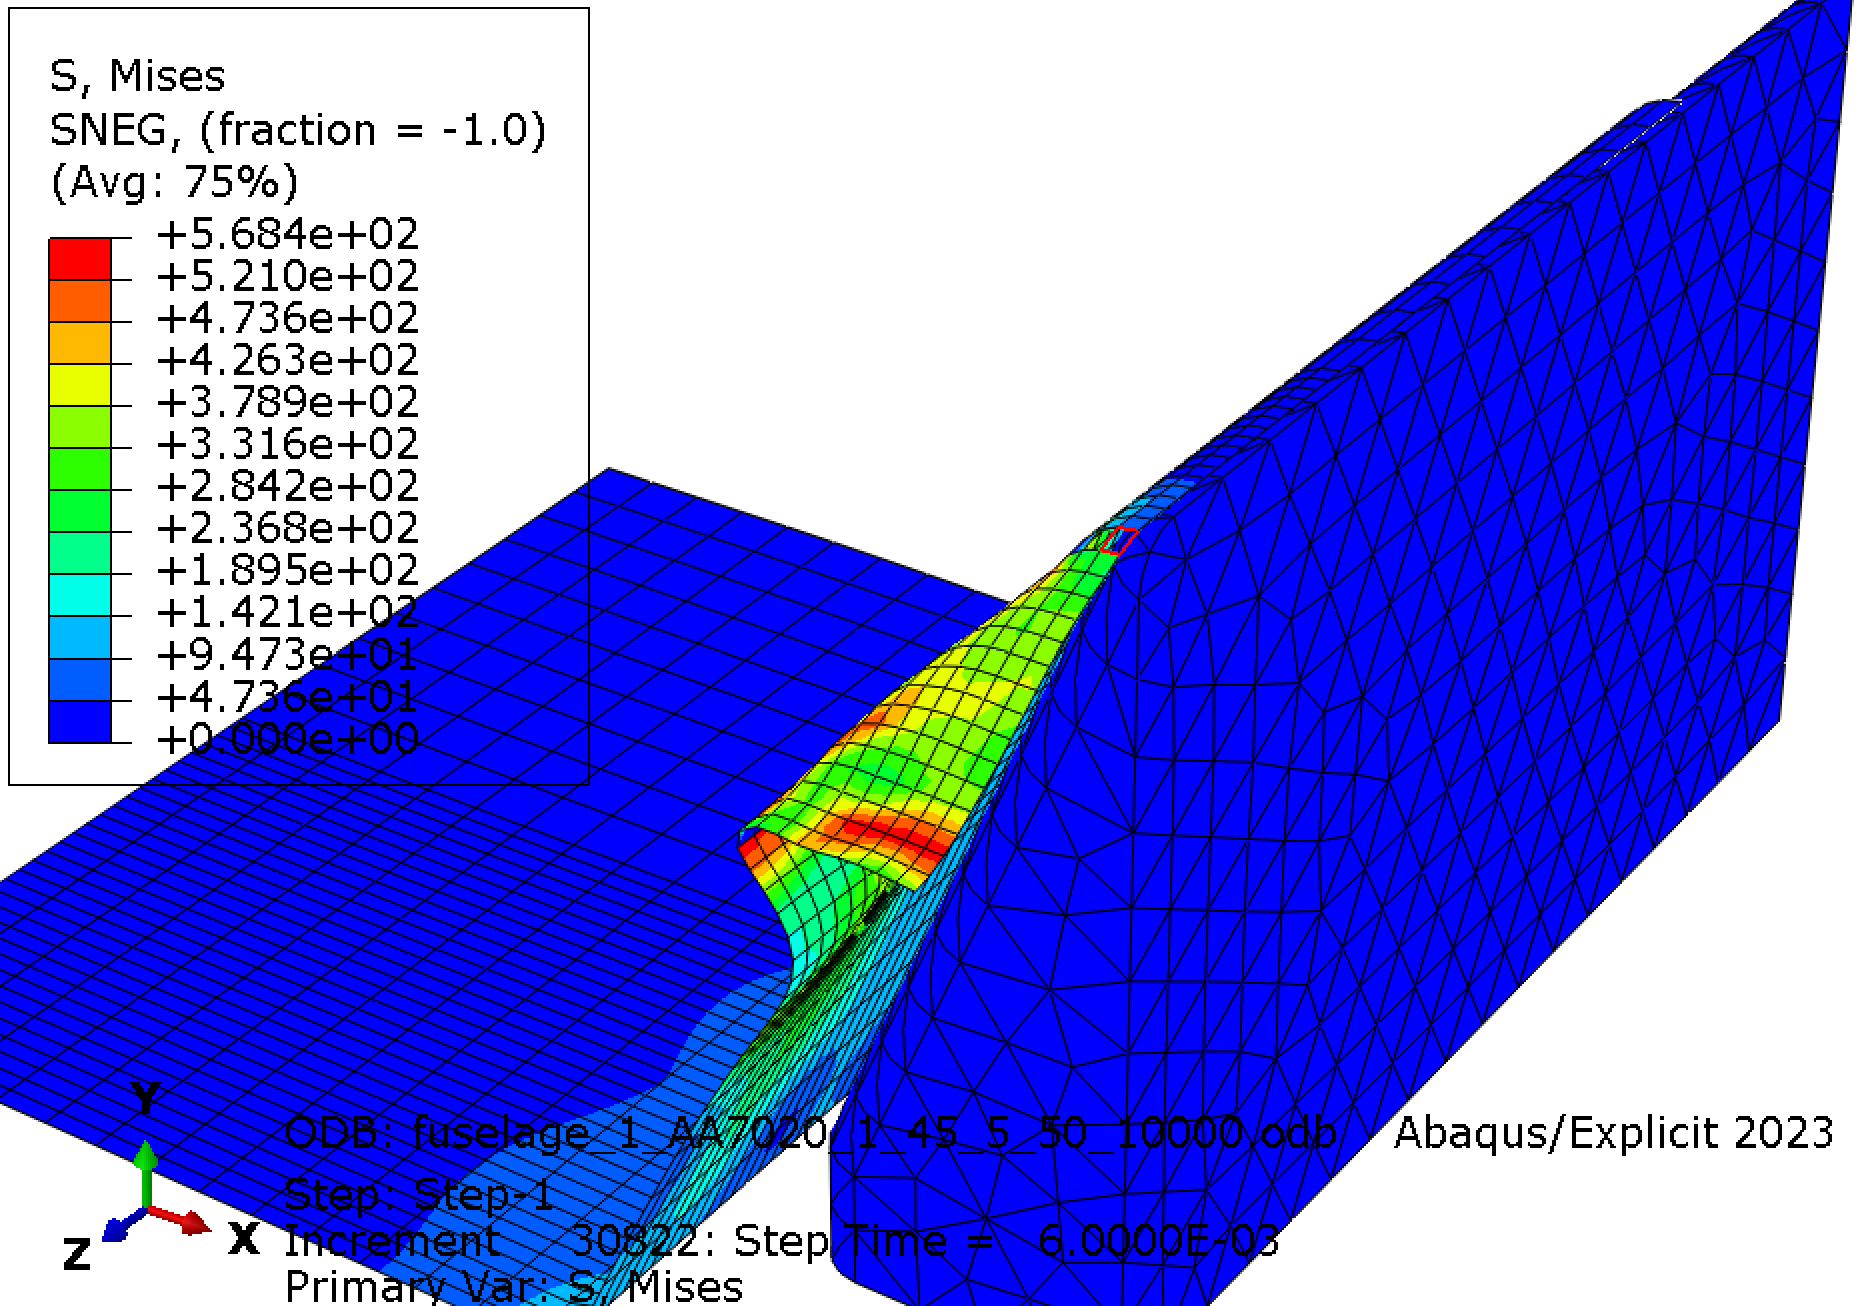 S, Mises
SNEG, (fraction = -1.0)
(Avg: 75%)
+5.684e+02
+5.210e+02
+4.736e+02
+4.263e+02
+3.789e+02
+3.316e+02
+2.842e+02
+2.368e+02
+1.895e+02
+1.421e+02
+9.473e+01
+4.736e+01
+0.000e+00
Y
Z
X
ODB: fuselage_1_AA7020_1_45_5_50_10000.odb Abaqus/Explicit 2023
Step: Step-1
Increment 30822: Step Time = 6.0000E-03
Primary Var: S, Mises